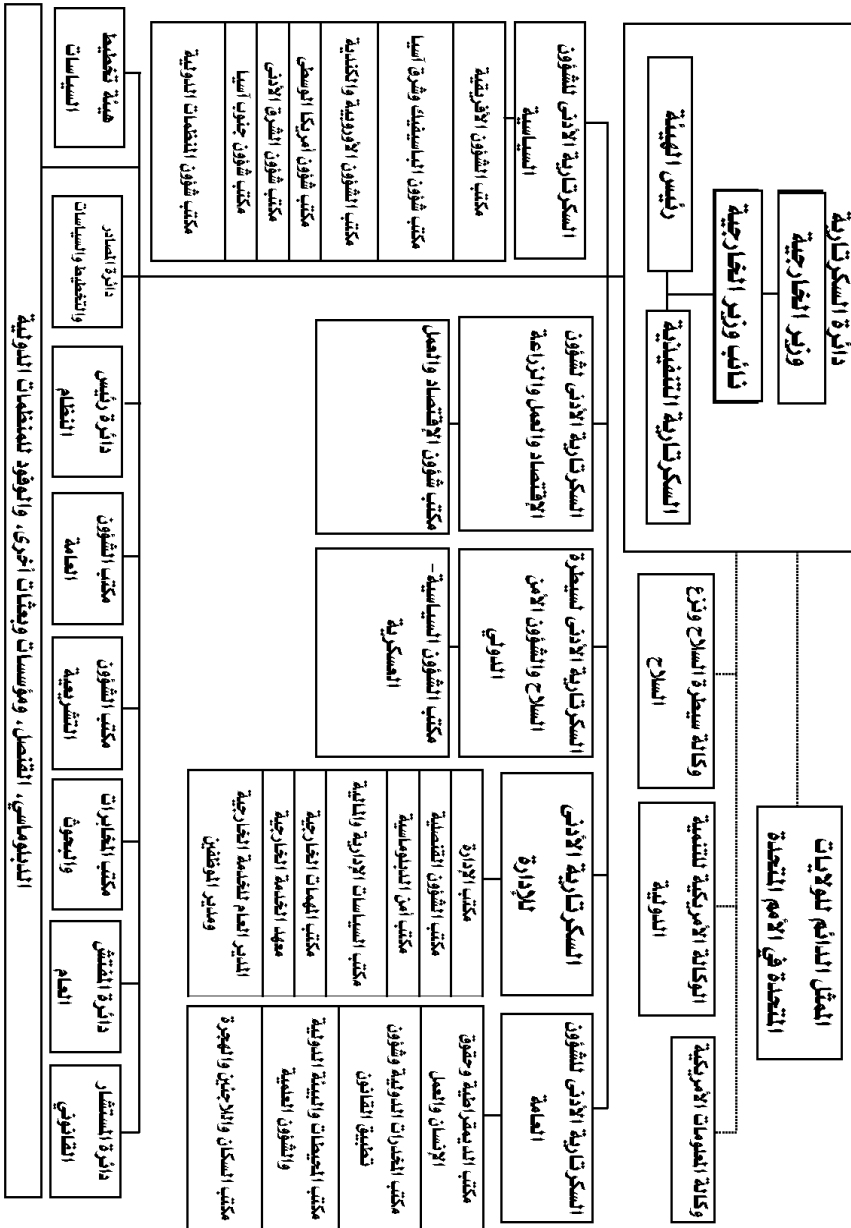 دائرة السكرتارية
وزير الخارجية
نائب وزير الخارجية
رئيس الهيئة
السكرتارية التنفيذية
الممثل الدائم للولايات
المتحدة في الأمم المتحدة
وكالة سيطرة السلاح ونزع
السلاح
الوكالة الأمريكية للتنمية
الدولية
وكالة المعلومات الأمريكية
السكرتارية الأدنى للشؤون
السياسية
مكتب الشؤون الأفريقية
مكتب شؤون الباسيفيك وشرق آسيا
مكتب الشؤون الأوروبية والكندية
مكتب شؤون أمريكا الوسطى
مكتب شؤون الشرق الأدنى
مكتب شؤون جنوب آسيا
مكتب شؤون المنظمات الدولية
السكرتارية الأدنى لشؤون
الإقتصاد والعمل والزراعة
مكتب شؤون الإقتصاد والعمل
السكرتارية الأدنى لسيطرة
السلاح والشؤون الأمن
الدولي
مكتب الشؤون السياسية –
العسكرية
السكرتارية الأدنى
للإدارة
مكتب الإدارة
مكتب الشؤون القنصلية
مكتب أمن الدبلوماسية
مكتب السياسات الإدارية والمالية
مكتب المهمات الخارجية
معهد الخدمة الخارجية
المدير العام للخدمة الخارجية
ومدير الموظفين
السكرتارية الأدنى للشؤون
العامة
مكتب الديمقراطية وحقوق
الإنسان والعمل
مكتب المخدرات الدولية وشؤون
تطبيق القانون
مكتب المحيطات والبيئة الدولية
والشؤون العلمية
مكتب السكان واللاجئين والهجرة
هيئة تخطيط
السياسات
دائرة المصادر
والتخطيط والسياسات
دائرة رئيس
النظام
مكتب الشؤون
العامة
مكتب الشؤون
التشريعية
مكتب المخابرات
والبحوث
دائرة المفتش
العام
دائرة المستشار
القانوني
الدبلوماسي، القنصل، ومؤسسات وبعثات أخرى، والوفود للمنظمات الدولية